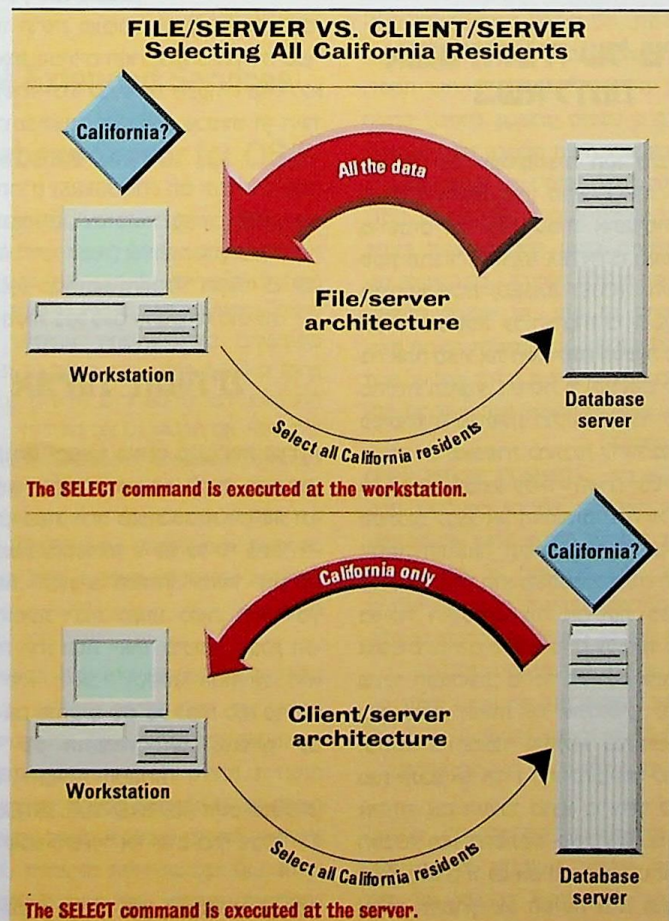 FILE/SERVER VS. CLIENT/SERVER
Selecting All California Residents
California?
All the data
File/server
architecture
Workstation
Database
server
Select all California residents
The SELECT command is executed at the workstation.
California?
California only
Client/server
architecture
Workstation
Select all California residents
Database
server
The SELECT command is executed at the server.